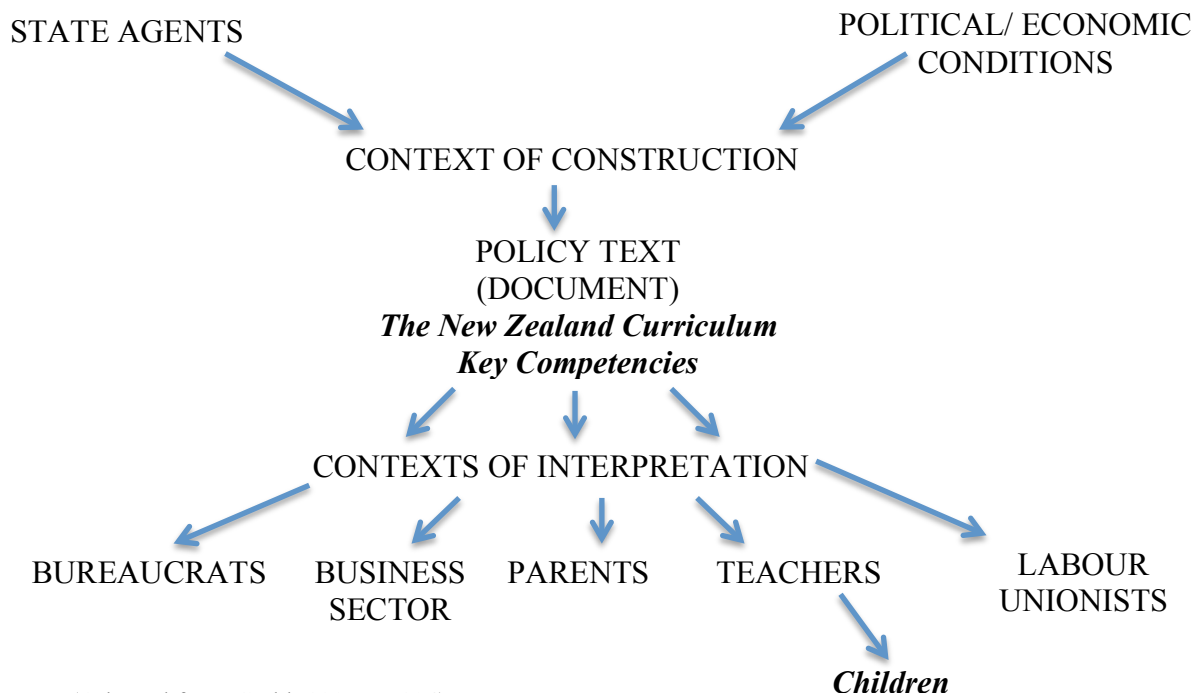 STATE AGENTS
POLITICAL/ ECONOMIC
CONDITIONS
CONTEXT OF CONSTRUCTION
POLICY TEXT
(DOCUMENT)
The New Zealand Curriculum
Key Competencies
CONTEXTS OF INTERPRETATION
BUREAUCRATS
BUSINESS
SECTOR
PARENTS
TEACHERS
LABOUR
UNIONISTS
Children